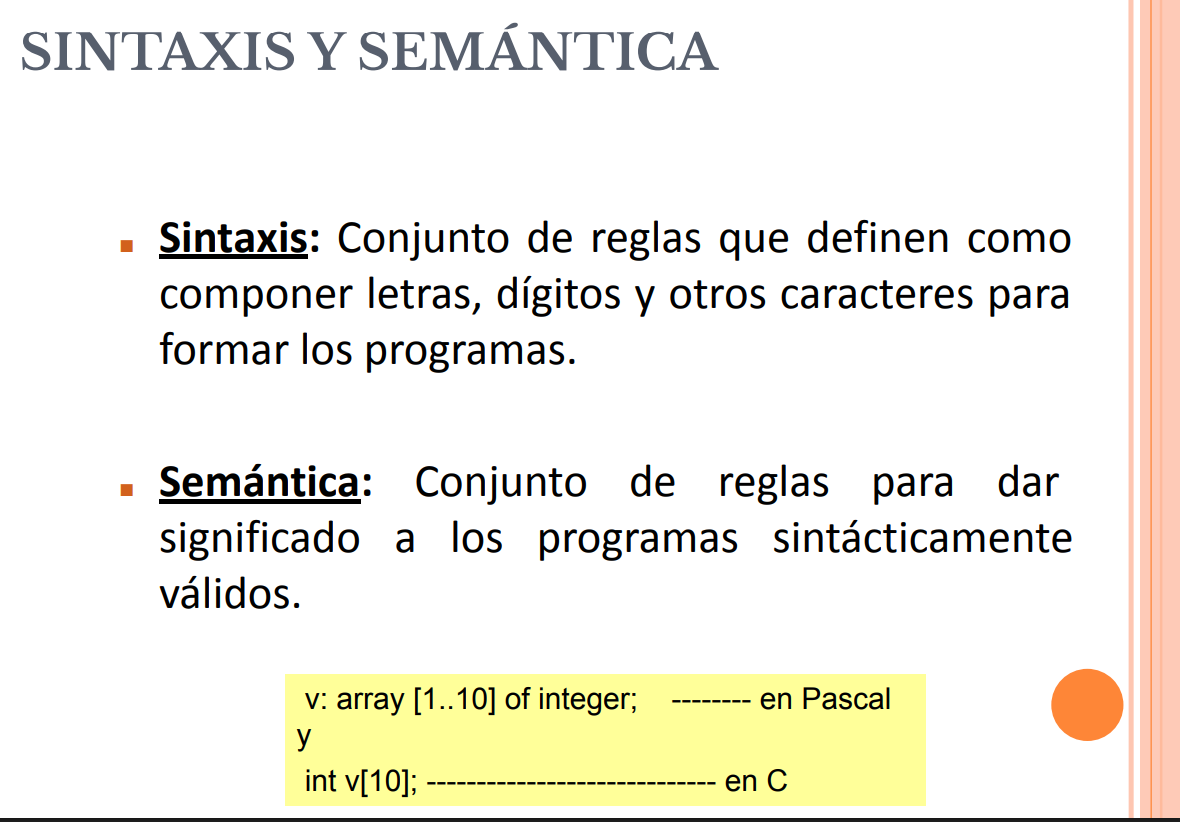 SINTAXIS Y SEMÁNTICA
Sintaxis: Conjunto de reglas que definen como
componer letras, dígitos y otros caracteres para
formar los programas.
Semántica: Conjunto de reglas para dar
significado a los programas sintácticamente
válidos.
v: array [1..10] of integer; -------- en Pascal
y
int v[10]; ----------------------------- en C